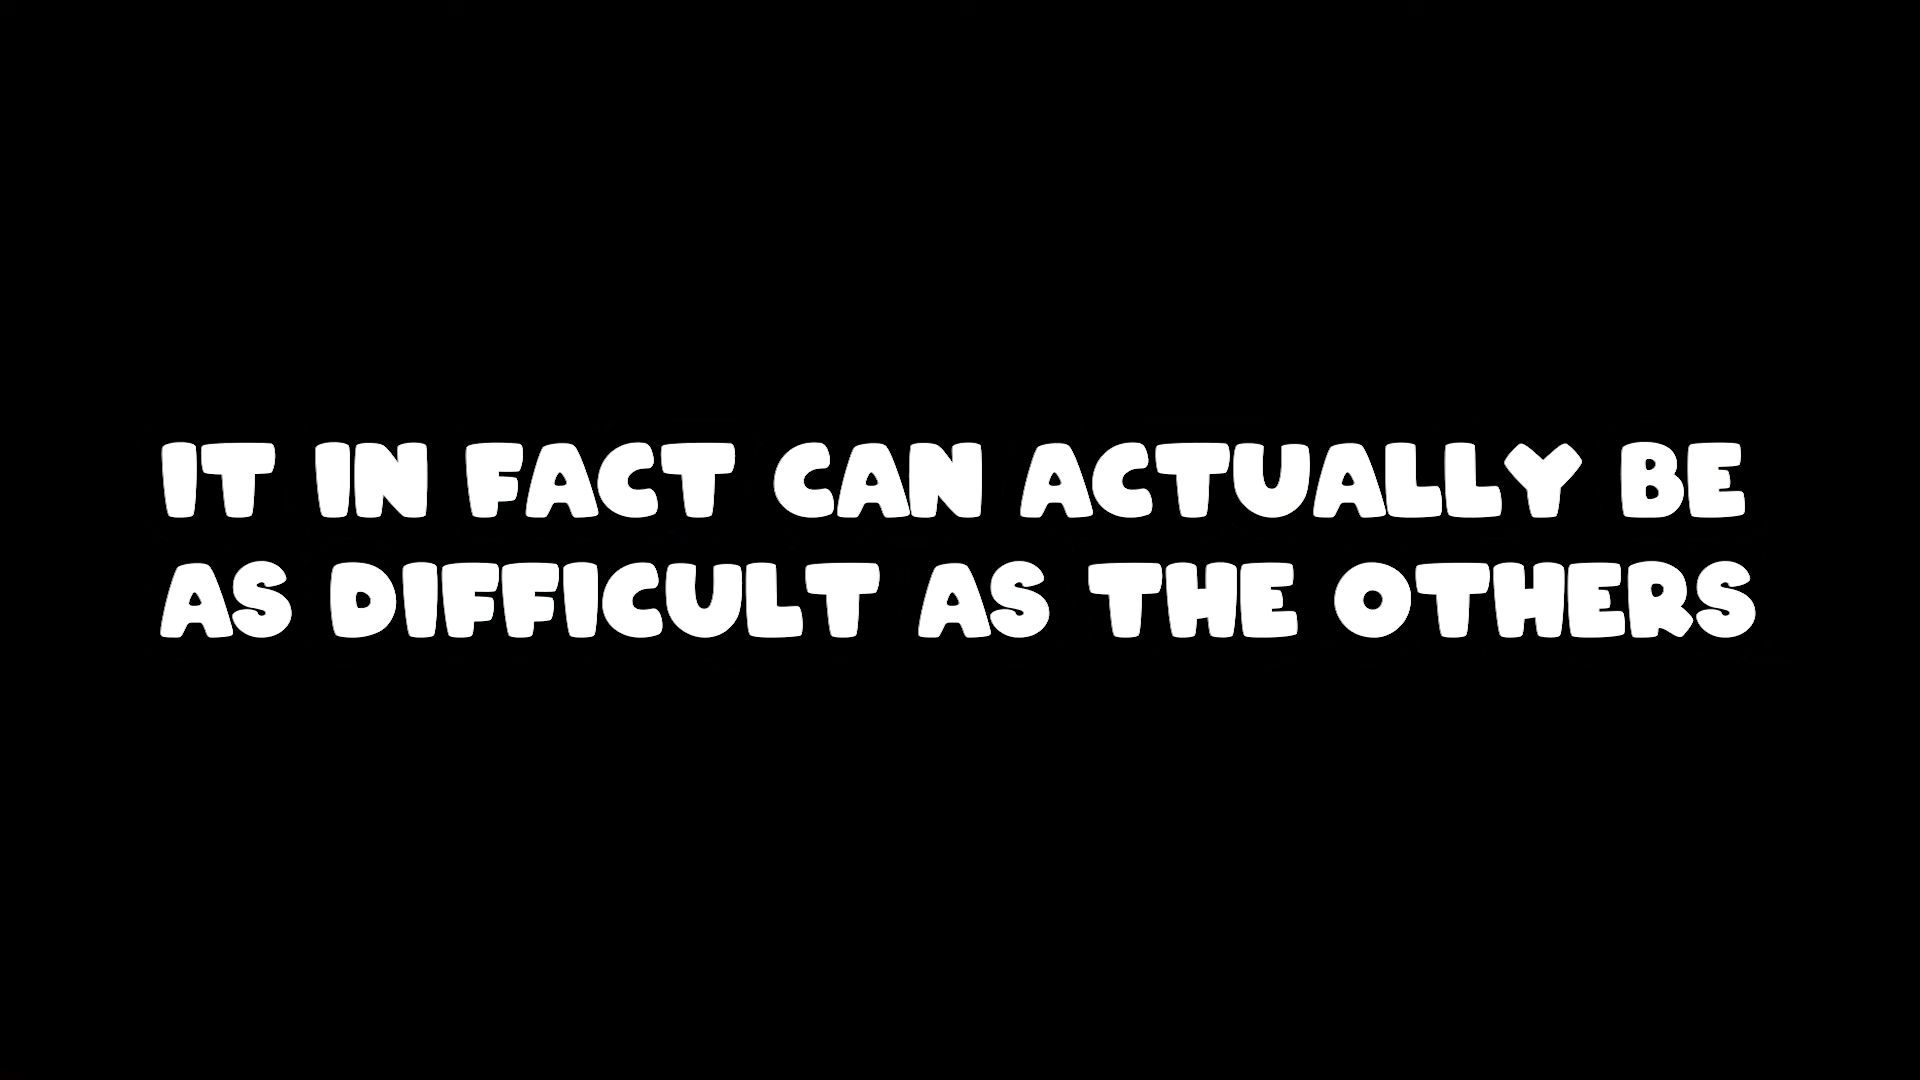 IT IN FACT CAN ACTUALLY BE
AS DIFFICULT AS THE OTHERS